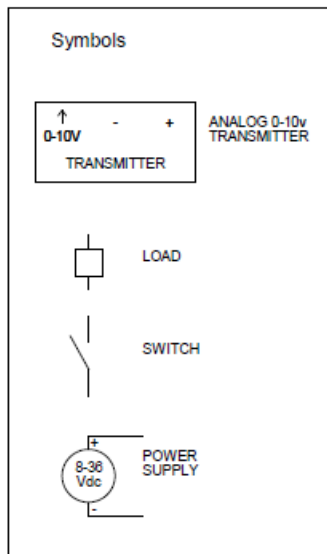 Symbols
↑ - +
0-10V
TRANSMITTER
ANALOG 0-10v
TRANSMITTER
LOAD
SWITCH
+
8-36
Vdc
-
POWER
SUPPLY